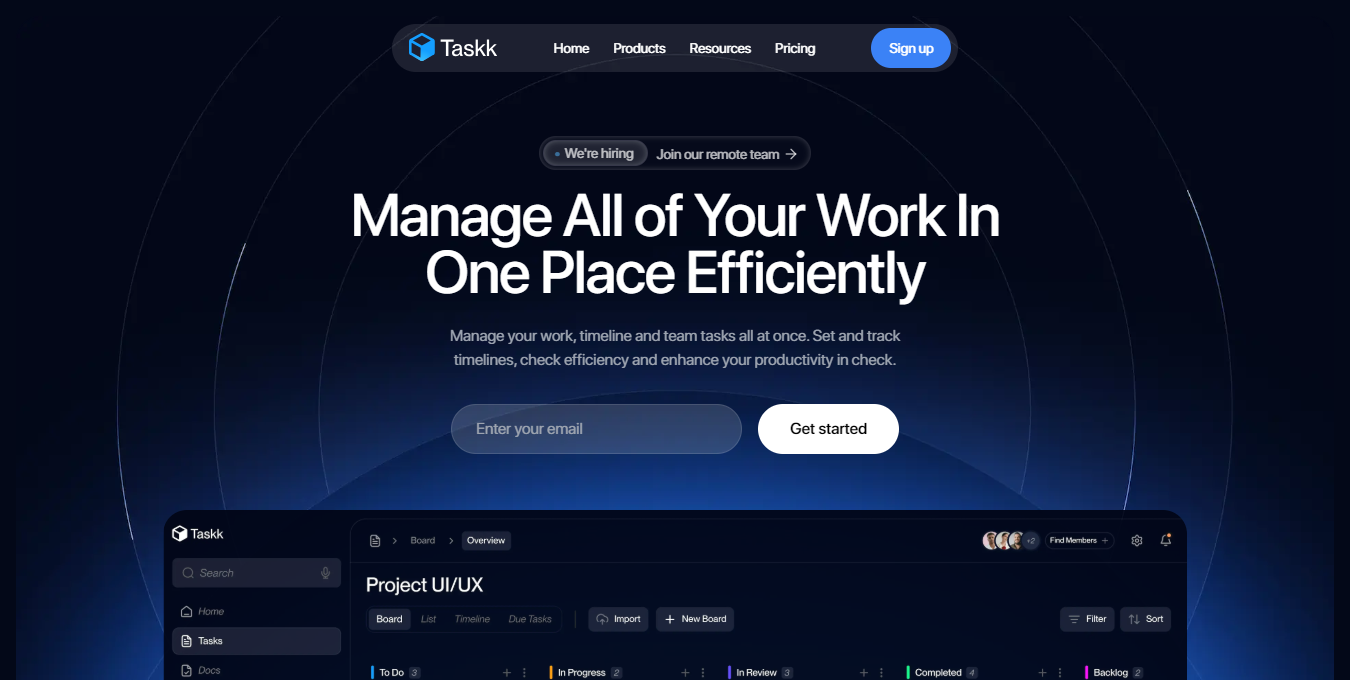 Taskk
Home Products Resources Pricing
Sign up
We're hiring Join our remote team →
Manage All of Your Work In
One Place Efficiently
Manage your work, timeline and team tasks all at once. Set and track
timelines, check efficiency and enhance your productivity in check.
Enter your email
Get started
Taskk
Board > Overview
+2
Find Members +
Search
Project UI/UX
Home
Board List Timeline Due Tasks
Import
+ New Board
Filter
Sort
Tasks
Docs
To Do 3
In Progress 2
In Review 3
Completed 4
Backlog 2